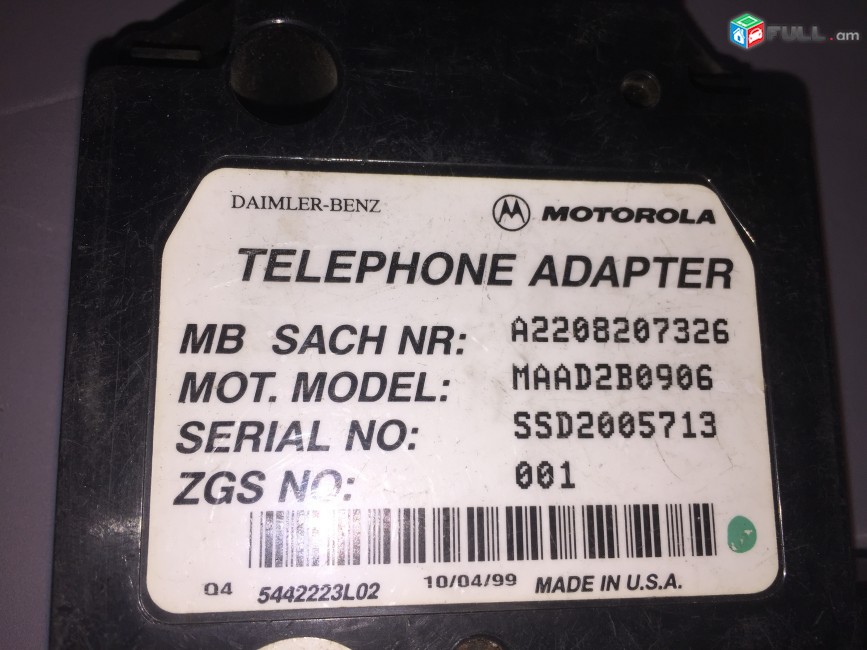 FULL.am
DAIMLER-BENZ
MOTOROLA
TELEPHONE ADAPTER
MB SACH NR: A2208207326
MOT. MODEL: MAAD2B0906
SERIAL NO: SSD2005713
ZGS NO: 001
Q4 5442223L02 10/04/99 MADE IN U.S.A.